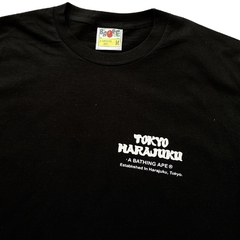 TOKYO
HARAJUKU
A BATHING APE®
Established in Harajuku, Tokyo.